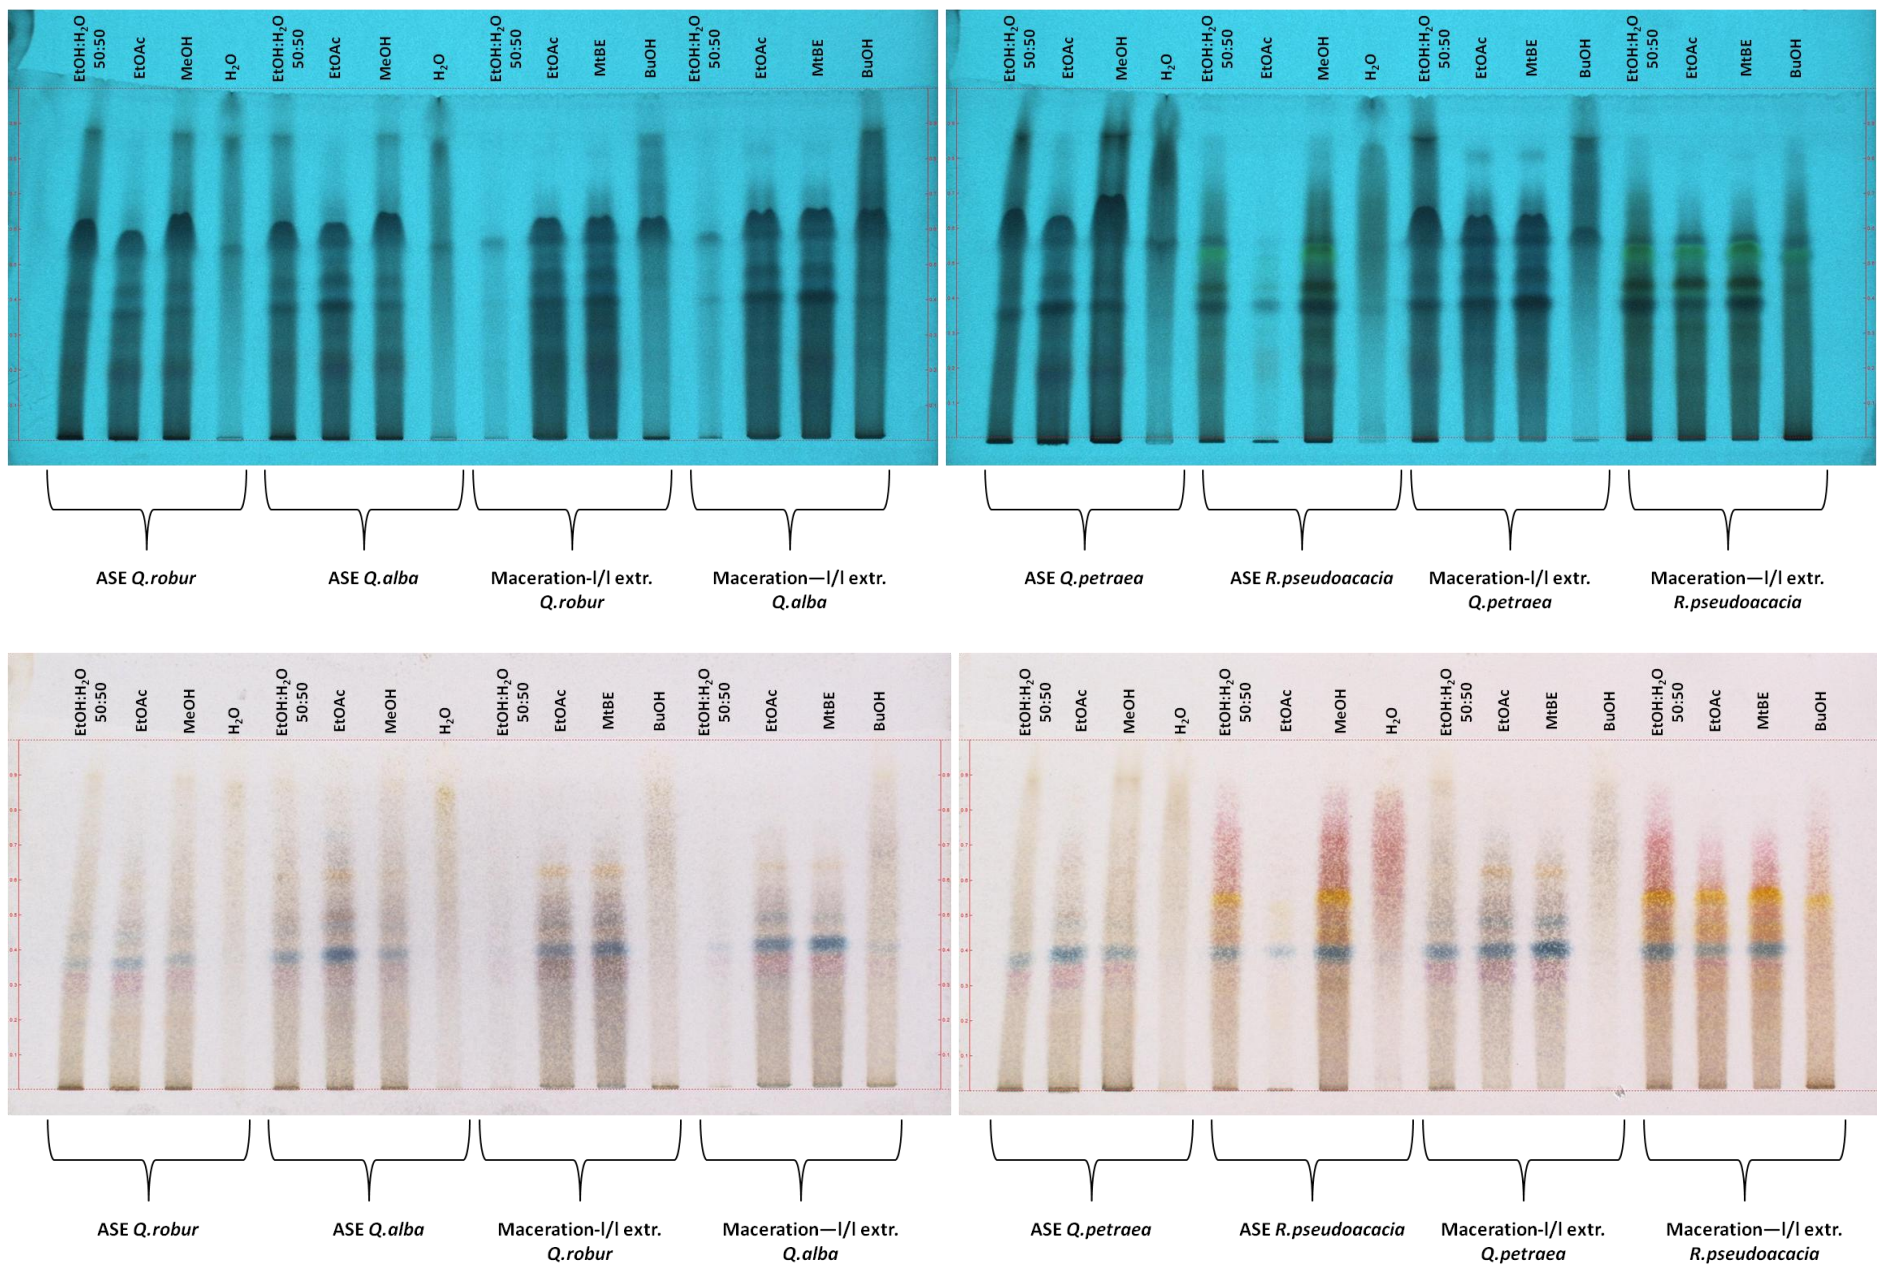 EtOH:H₂O 50:50 EtOAc MeOH H₂O EtOH:H₂O 50:50 EtOAc MeOH H₂O EtOH:H₂O 50:50 EtOAc MtBE BuOH EtOH:H₂O 50:50 EtOAc MtBE BuOH
EtOH:H₂O 50:50 EtOAc MeOH H₂O EtOH:H₂O 50:50 EtOAc MeOH H₂O EtOH:H₂O 50:50 EtOAc MtBE BuOH EtOH:H₂O 50:50 EtOAc MtBE BuOH
ASE Q.robur
ASE Q.alba
Maceration-l/l extr.
Q.robur
Maceration—l/l extr.
Q.alba
ASE Q.petraea
ASE R.pseudoacacia
Maceration-l/l extr.
Q.petraea
Maceration—l/l extr.
R.pseudoacacia
EtOH:H₂O 50:50 EtOAc MeOH H₂O EtOH:H₂O 50:50 EtOAc MeOH H₂O EtOH:H₂O 50:50 EtOAc MtBE BuOH EtOH:H₂O 50:50 EtOAc MtBE BuOH
EtOH:H₂O 50:50 EtOAc MeOH H₂O EtOH:H₂O 50:50 EtOAc MeOH H₂O EtOH:H₂O 50:50 EtOAc MtBE BuOH EtOH:H₂O 50:50 EtOAc MtBE BuOH
ASE Q.robur
ASE Q.alba
Maceration-l/l extr.
Q.robur
Maceration—l/l extr.
Q.alba
ASE Q.petraea
ASE R.pseudoacacia
Maceration-l/l extr.
Q.petraea
Maceration—l/l extr.
R.pseudoacacia